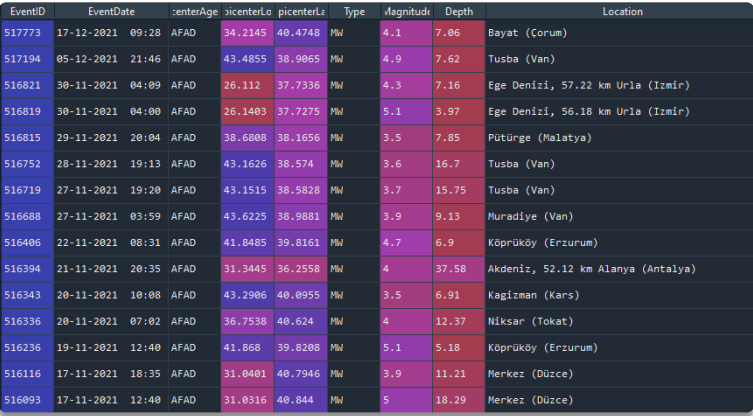 EventID EventDate :centerAge picenterLo picenterLa Type Magnitude Depth Location
517773 17-12-2021 09:28 AFAD 34.2145 40.4748 MW 4.1 7.06 Bayat (Çorum)
517194 05-12-2021 21:46 AFAD 43.4855 38.9065 MW 4.9 7.62 Tusba (Van)
516821 30-11-2021 04:09 AFAD 26.112 37.7336 MW 4.3 7.16 Ege Denizi, 57.22 km Urla (Izmir)
516819 30-11-2021 04:00 AFAD 26.1403 37.7275 MW 5.1 3.97 Ege Denizi, 56.18 km Urla (Izmir)
516815 29-11-2021 20:04 AFAD 38.6808 38.1656 MW 3.5 7.85 Pütürge (Malatya)
516752 28-11-2021 19:13 AFAD 43.1626 38.574 MW 3.6 16.7 Tusba (Van)
516719 27-11-2021 19:20 AFAD 43.1515 38.5828 MW 3.7 15.75 Tusba (Van)
516688 27-11-2021 03:59 AFAD 43.6225 38.9881 MW 3.9 9.13 Muradiye (Van)
516406 22-11-2021 08:31 AFAD 41.8485 39.8161 MW 4.7 6.9 Köprüköy (Erzurum)
516394 21-11-2021 20:35 AFAD 31.3445 36.2558 MW 4 37.58 Akdeniz, 52.12 km Alanya (Antalya)
516343 20-11-2021 10:08 AFAD 43.2906 40.0955 MW 3.5 6.91 Kagizman (Kars)
516336 20-11-2021 07:02 AFAD 36.7538 40.624 MW 4 12.37 Niksar (Tokat)
516236 19-11-2021 12:40 AFAD 41.868 39.8208 MW 5.1 5.18 Köprüköy (Erzurum)
516116 17-11-2021 18:35 AFAD 31.0401 40.7946 MW 3.9 11.21 Merkez (Düzce)
516093 17-11-2021 12:40 AFAD 31.0316 40.844 MW 5 18.29 Merkez (Düzce)